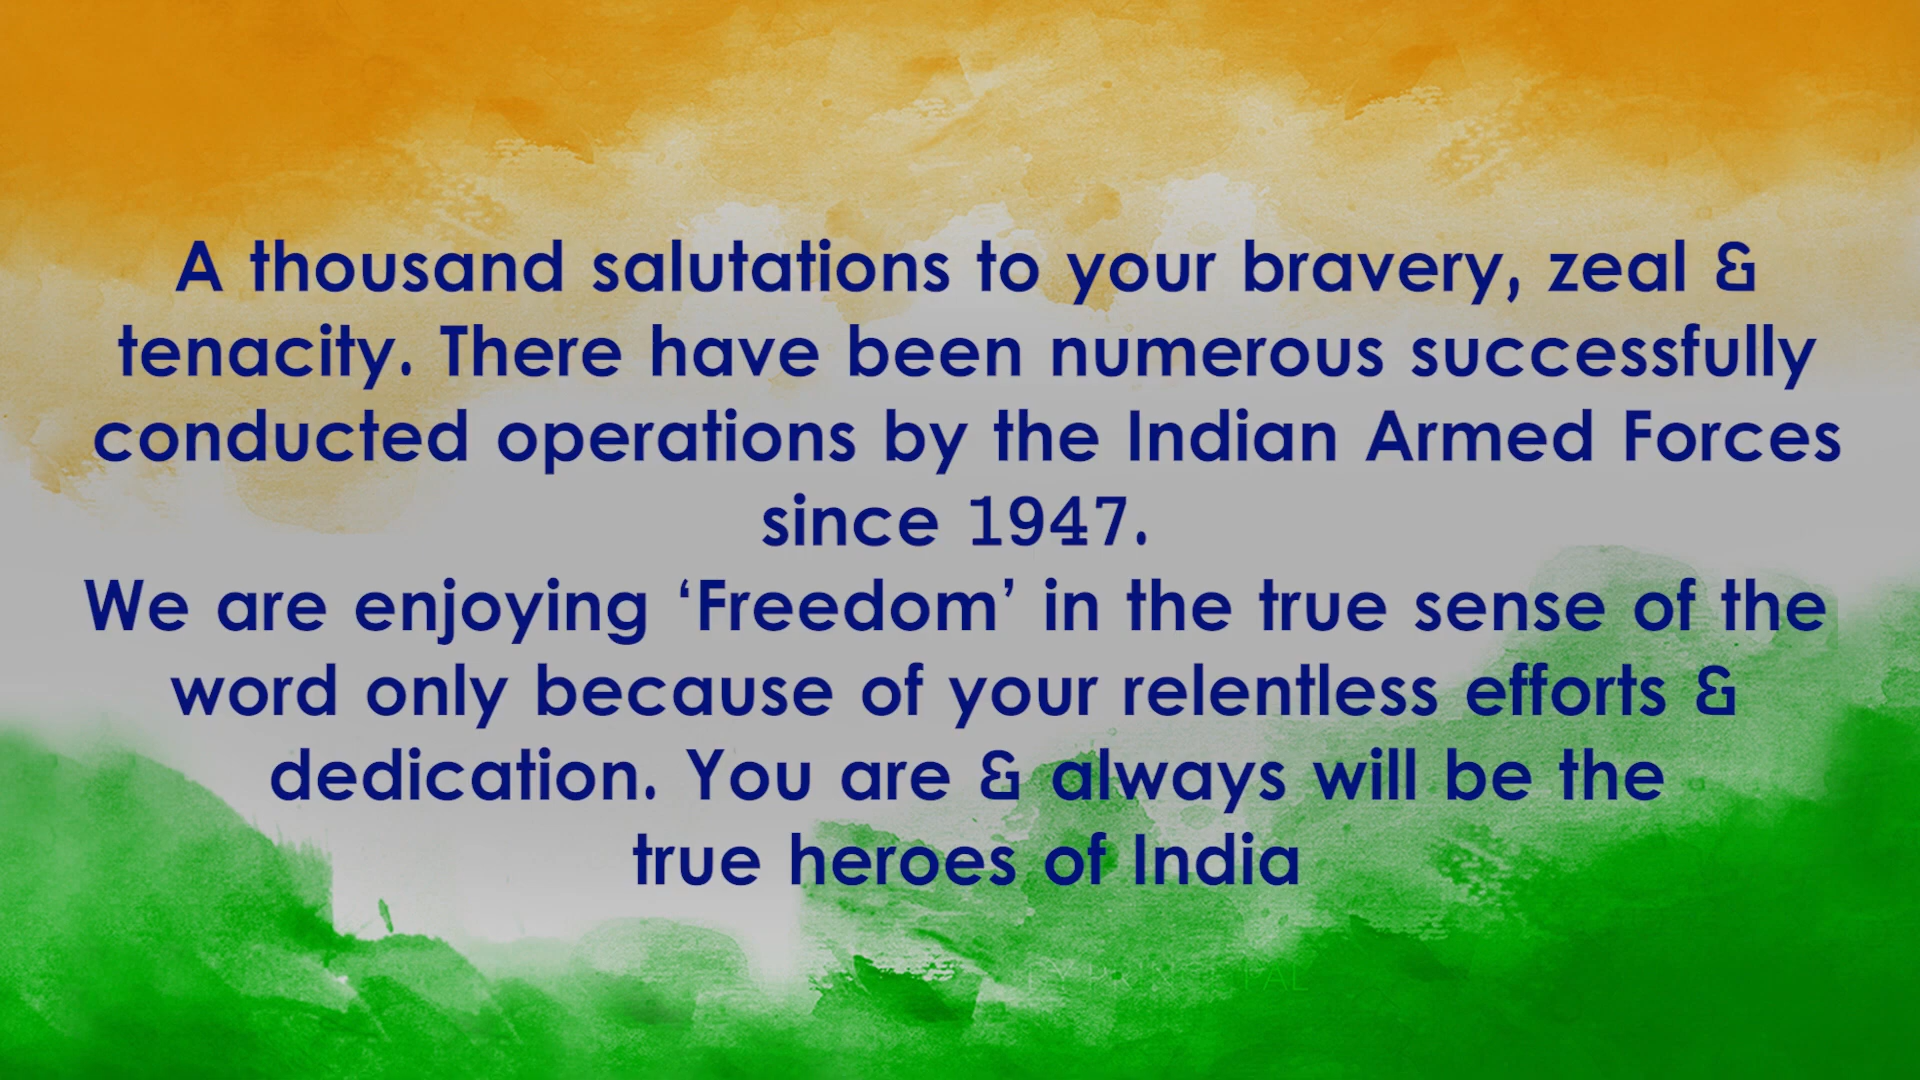 A thousand salutations to your bravery, zeal &
tenacity. There have been numerous successfully
conducted operations by the Indian Armed Forces
since 1947.
We are enjoying ‘Freedom’ in the true sense of the
word only because of your relentless efforts &
dedication. You are & always will be the
true heroes of India